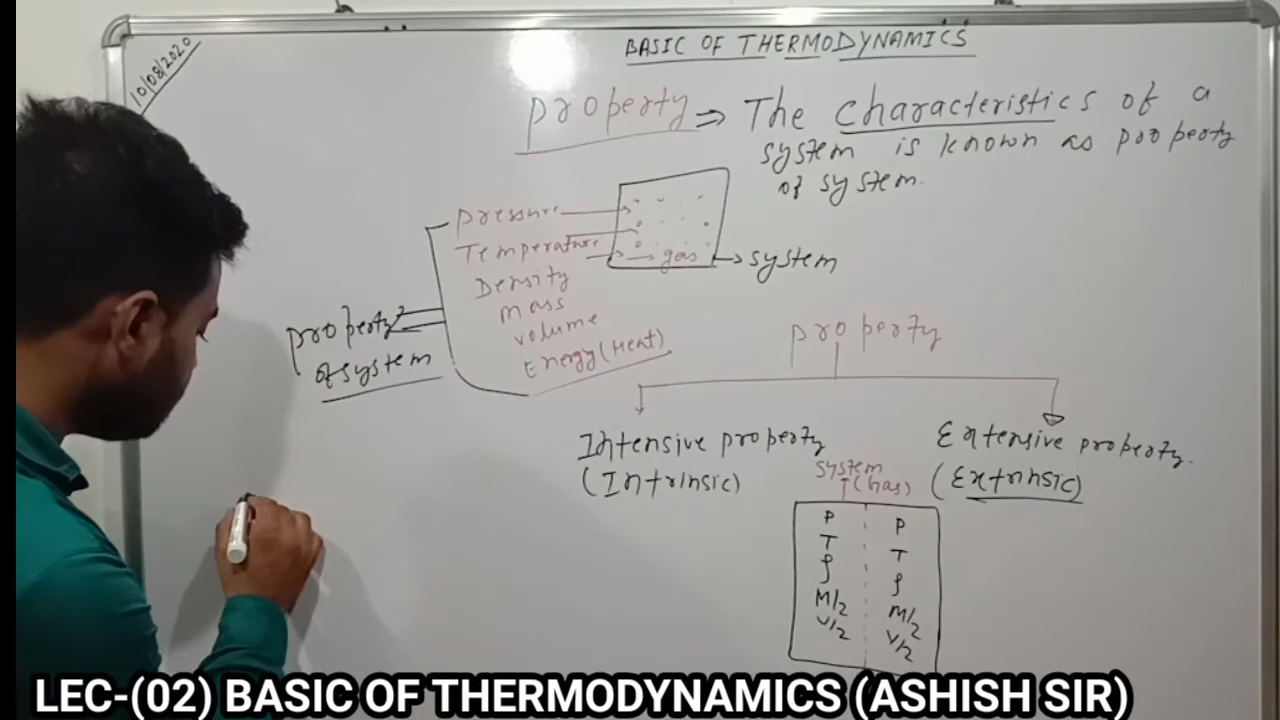 10/08/2020
BASIC OF THERMODYNAMICS
Property ⇒ The characteristics of a
system is known as property
of system.
Pressure
Temperature
Density
Mass
Volume
Energy (Heat)
gas
→ system
property
of system
property
Intensive property
(Intrinsic)
Extensive property.
(Extrinsic)
system
(Gas)
P P
T T
ρ ρ
M/2 M/2
V/2 V/2
LEC-(02) BASIC OF THERMODYNAMICS (ASHISH SIR)